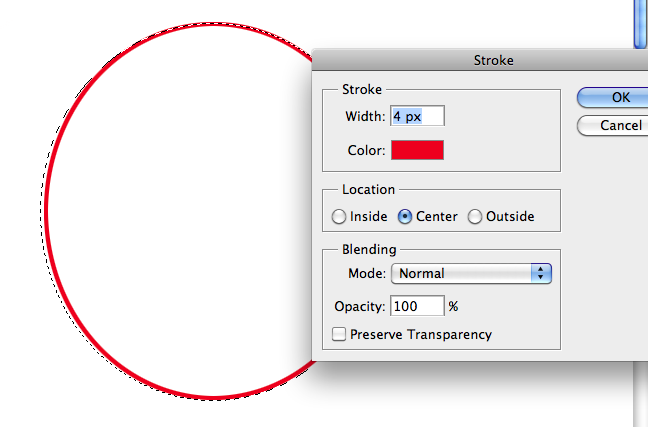 Stroke
Stroke
OK
Width: 4 px
Cancel
Color:
Location
Inside Center Outside
Blending
Mode: Normal
Opacity: 100 %
Preserve Transparency